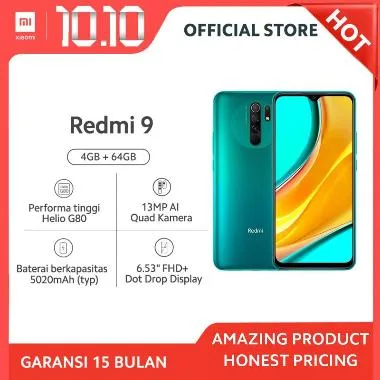 xiaomi
10.10
OFFICIAL STORE
HOT
Redmi 9
4GB + 64GB
Performa tinggi
Helio G80
13MP AI
Quad Kamera
Baterai berkapasitas
5020mAh (typ)
6.53" FHD+
Dot Drop Display
Redmi
GARANSI 15 BULAN
AMAZING PRODUCT
HONEST PRICING